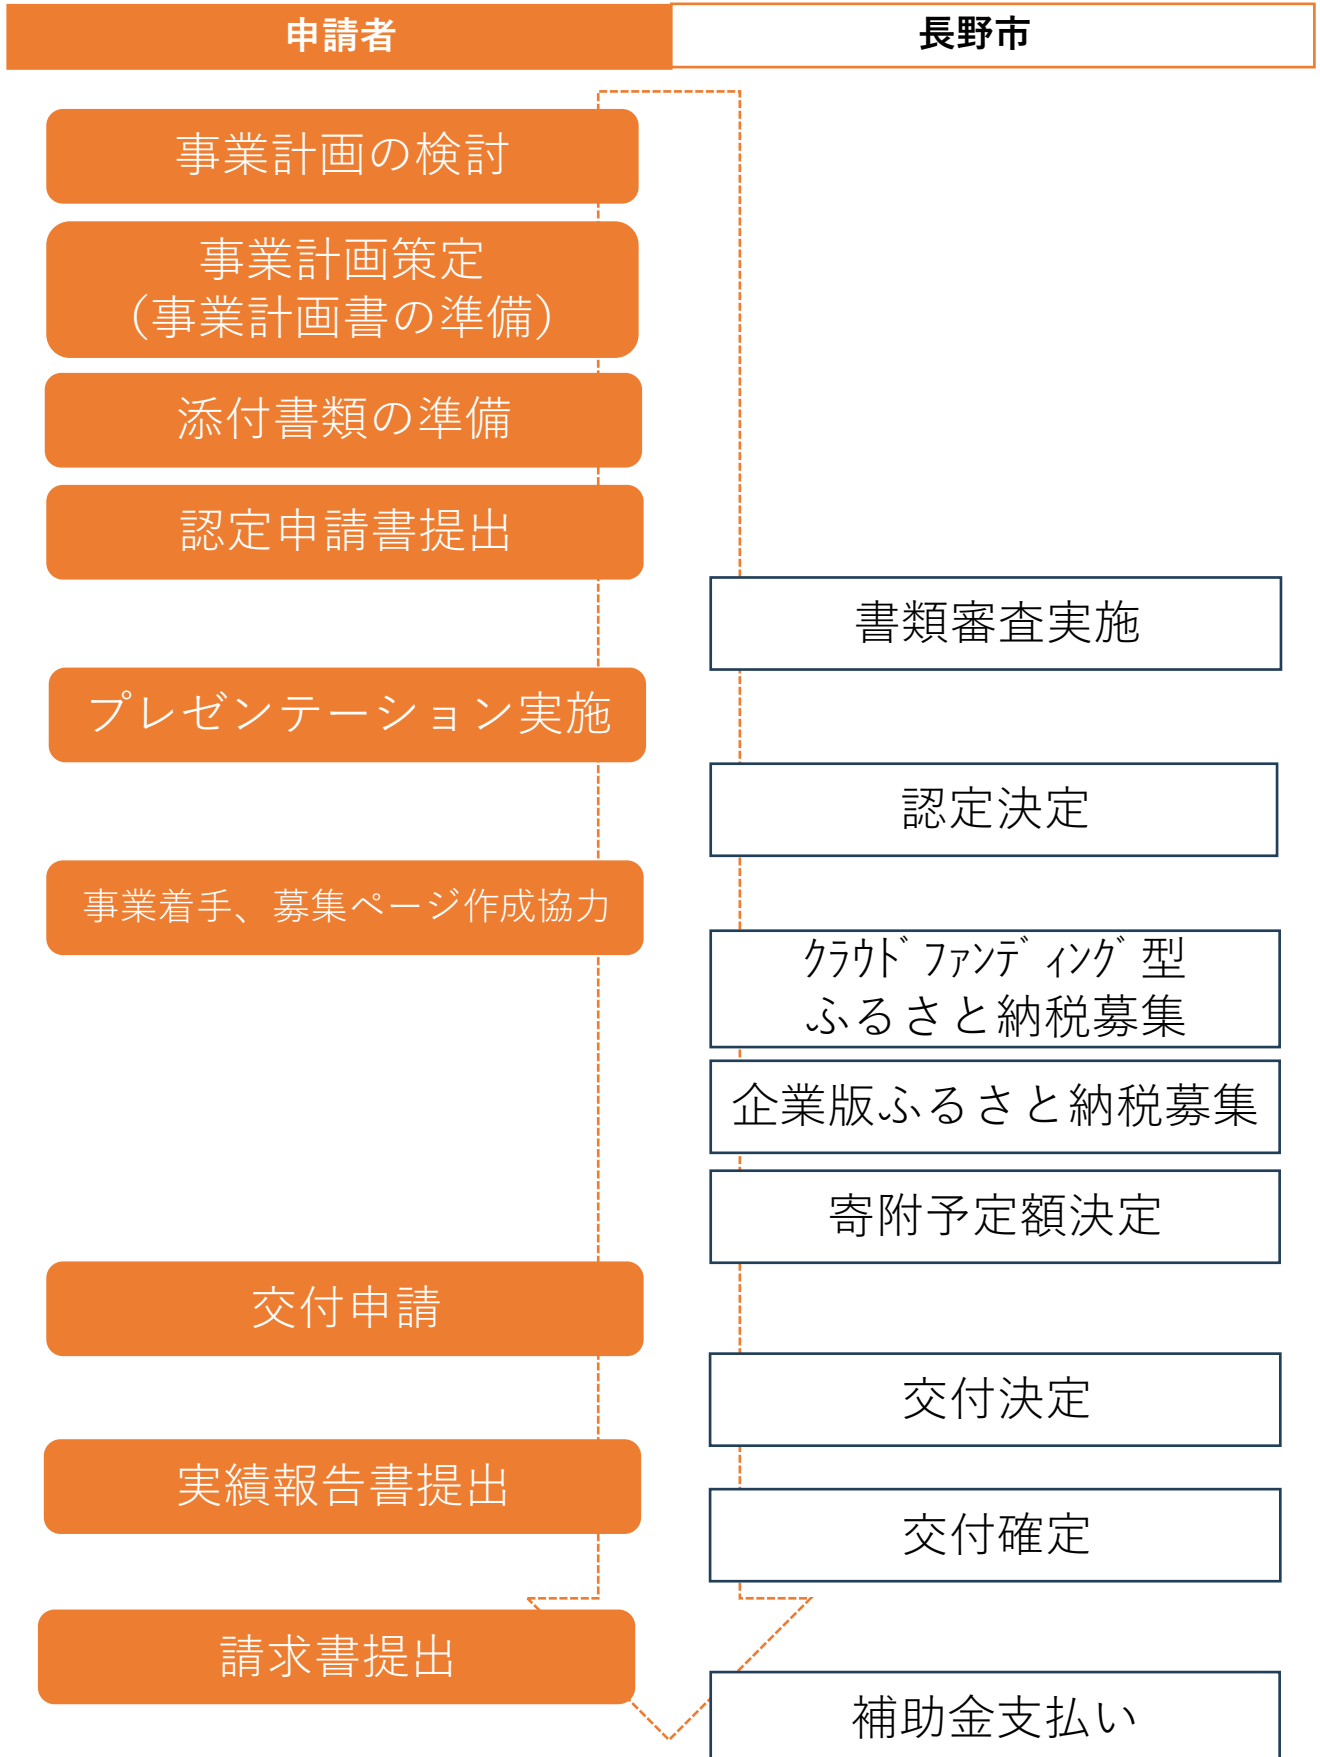 申請者
長野市
事業計画の検討
事業計画策定
（事業計画書の準備）
添付書類の準備
認定申請書提出
書類審査実施
プレゼンテーション実施
認定決定
事業着手、募集ページ作成協力
ｸﾗｳﾄﾞﾌｧﾝﾃﾞｨﾝｸﾞ型
ふるさと納税募集
企業版ふるさと納税募集
寄附予定額決定
交付申請
交付決定
実績報告書提出
交付確定
請求書提出
補助金支払い